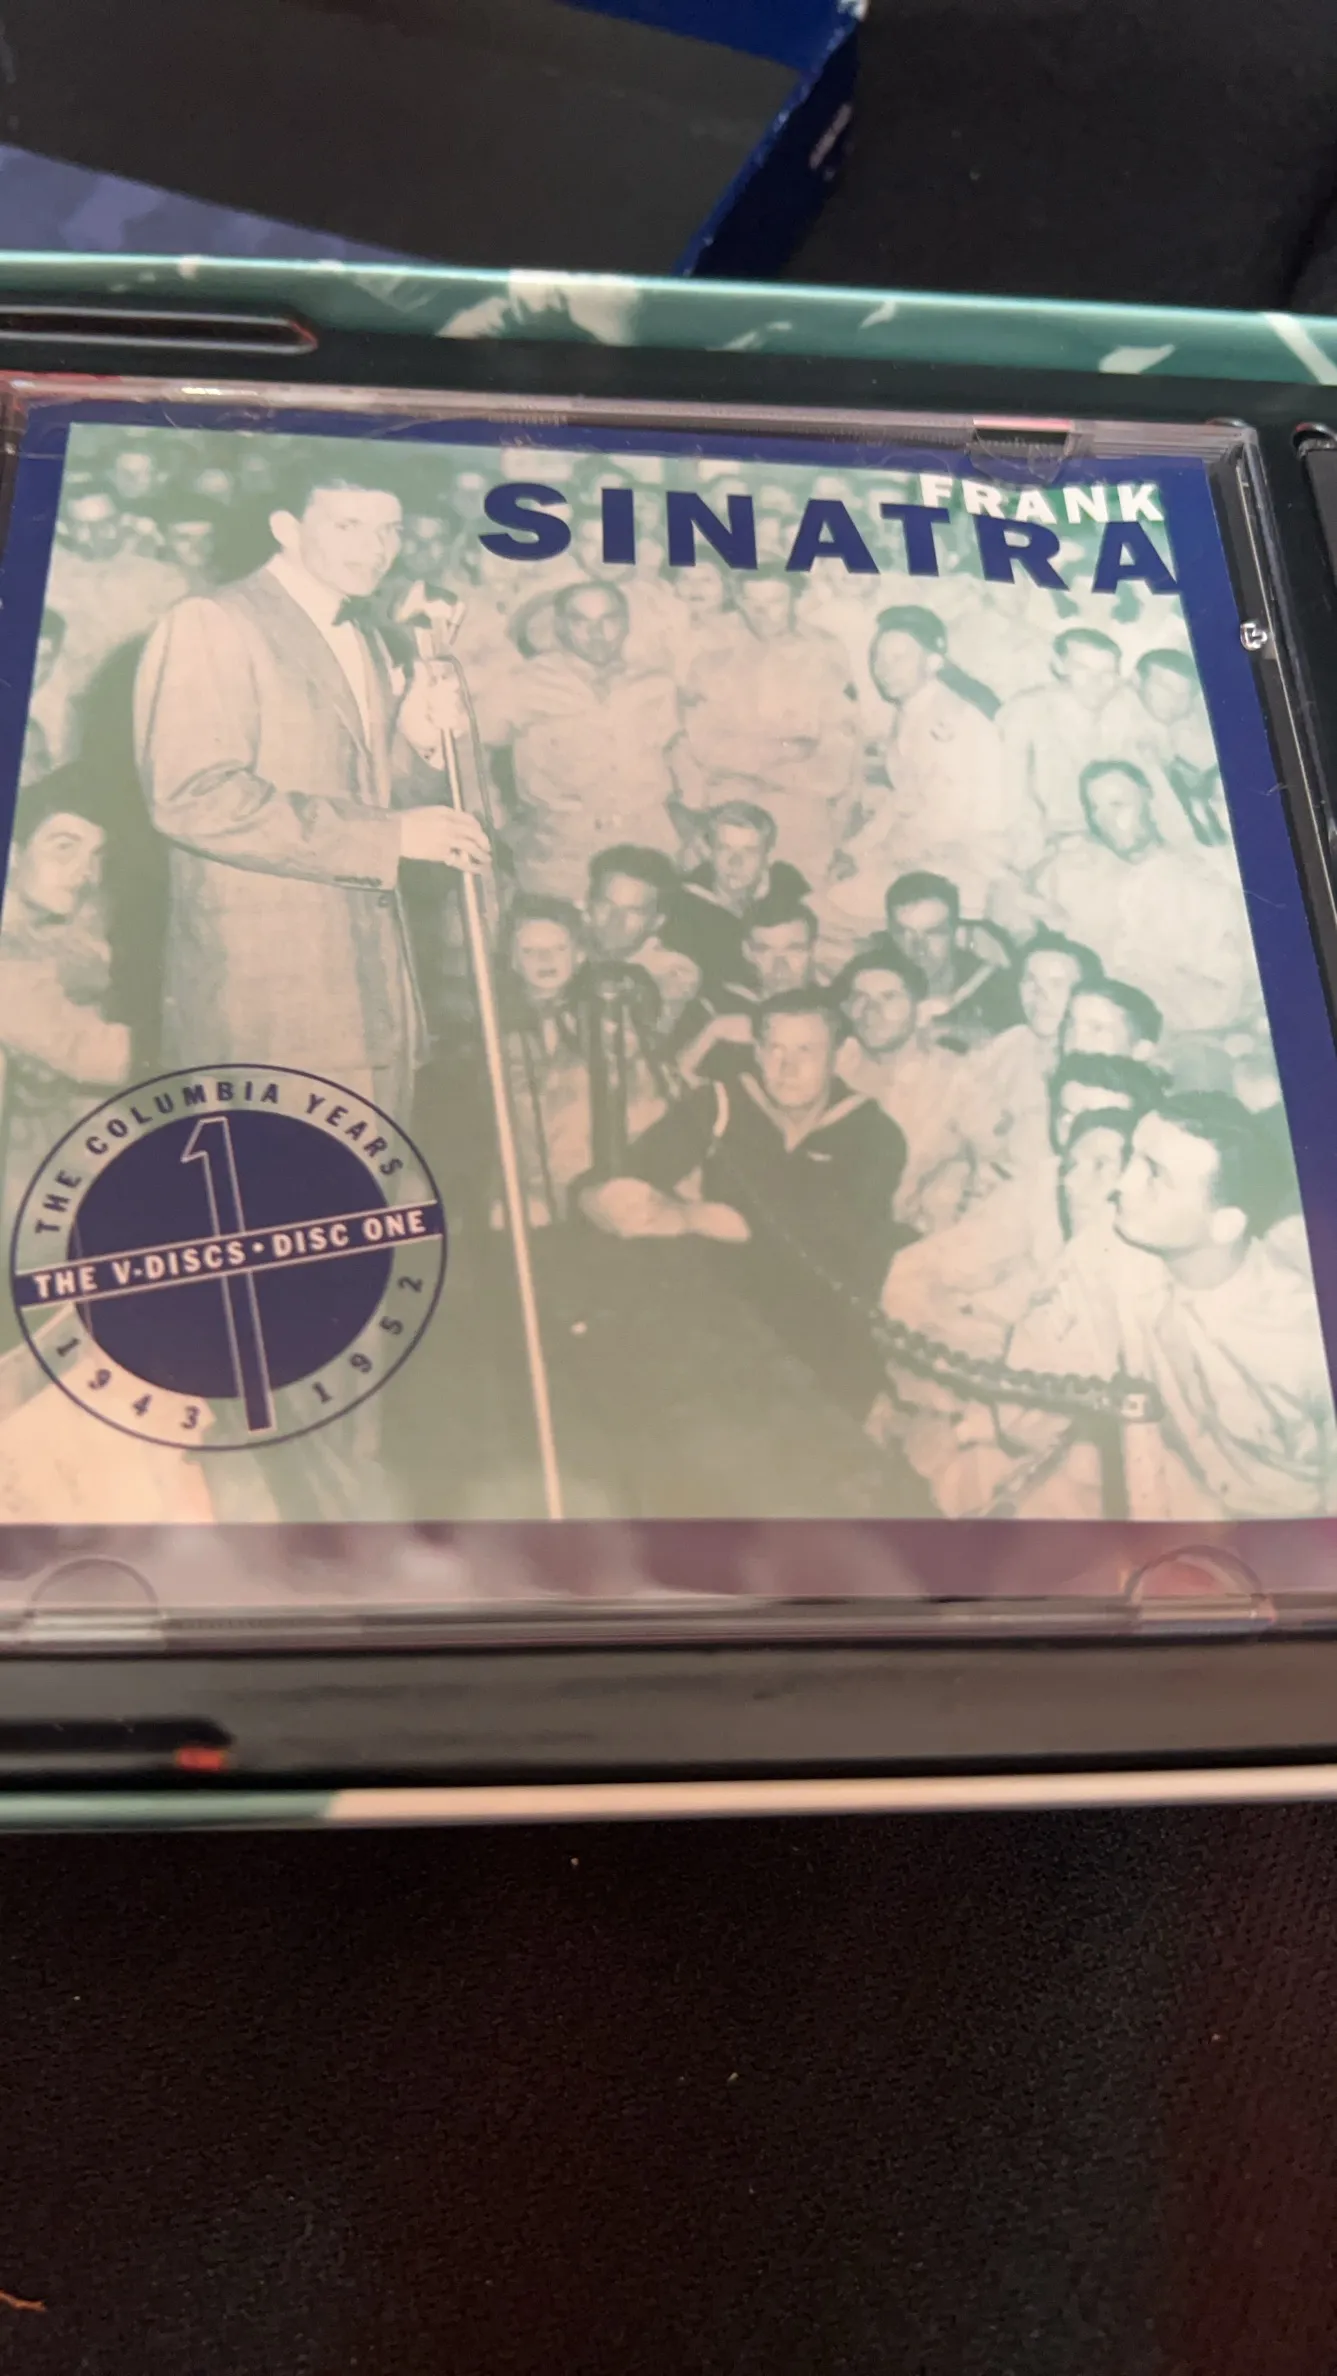 FRANK
SINATRA
THE COLUMBIA YEARS
1
THE V-DISCS • DISC ONE
1943 1952